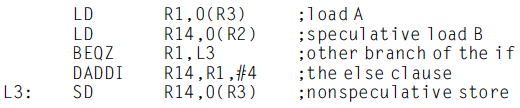 LD R1,0(R3) ;load A
LD R14,0(R2) ;speculative load B
BEQZ R1,L3 ;other branch of the if
DADDI R14,R1,#4 ;the else clause
L3: SD R14,0(R3) ;nonspeculative store